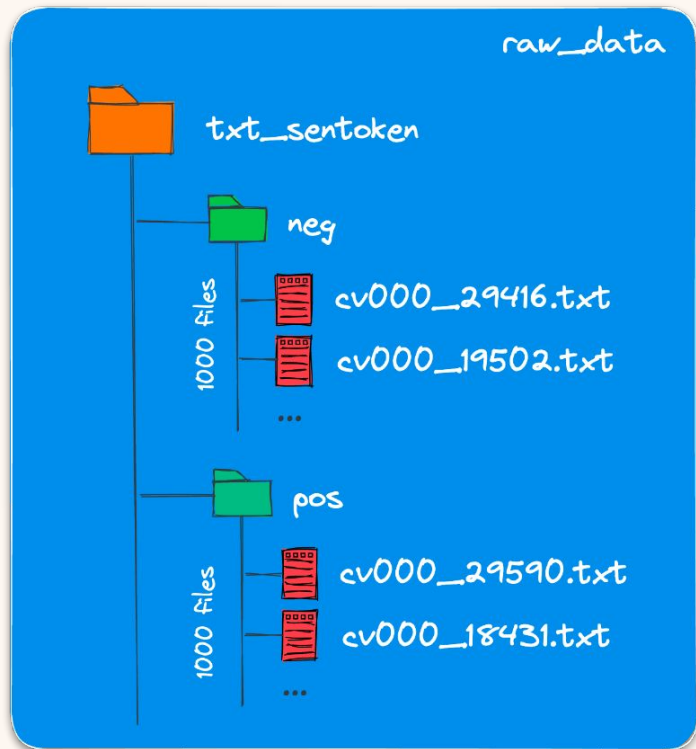 raw_data
txt_sentoken
neg
1000 files
cv000_29416.txt
cv000_19502.txt
...
pos
1000 files
cv000_29590.txt
cv000_18431.txt
...